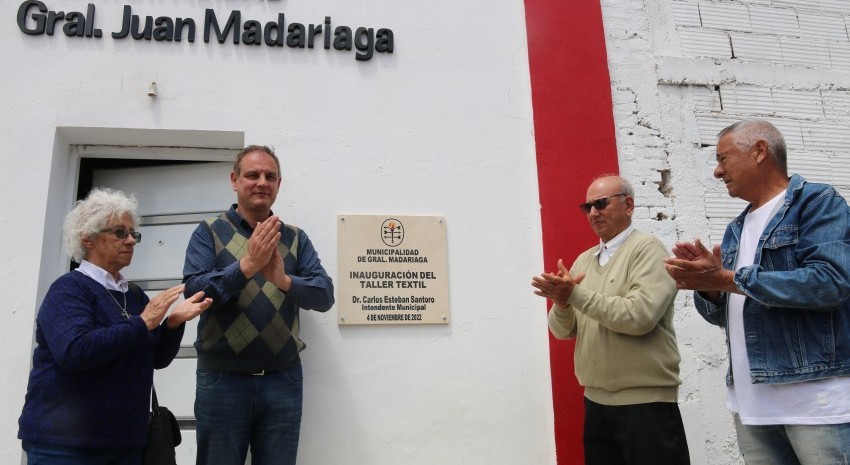 Gral. Juan Madariaga
MUNICIPALIDAD
DE GRAL. MADARIAGA
INAUGURACIÓN DEL
TALLER TEXTIL
Dr. Carlos Esteban Santoro
Intendente Municipal
4 DE NOVIEMBRE DE 2022